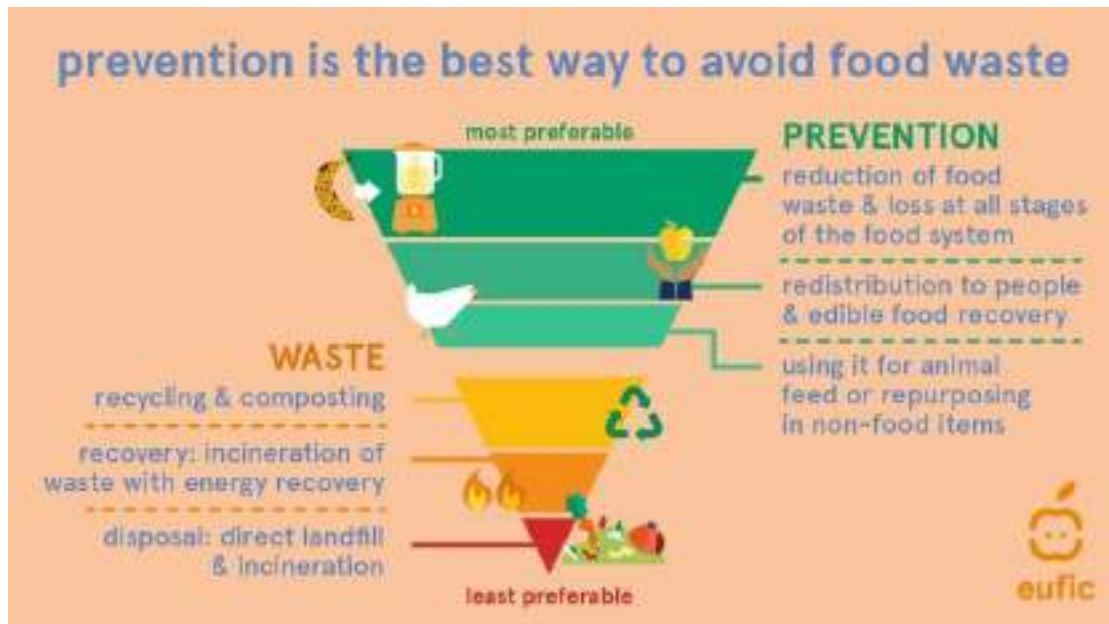 prevention is the best way to avoid food waste
most preferable
PREVENTION
reduction of food
waste & loss at all stages
of the food system
redistribution to people
& edible food recovery
using it for animal
feed or repurposing
in non-food items
WASTE
recycling & composting
recovery: incineration of
waste with energy recovery
disposal: direct landfill
& incineration
least preferable
eufic